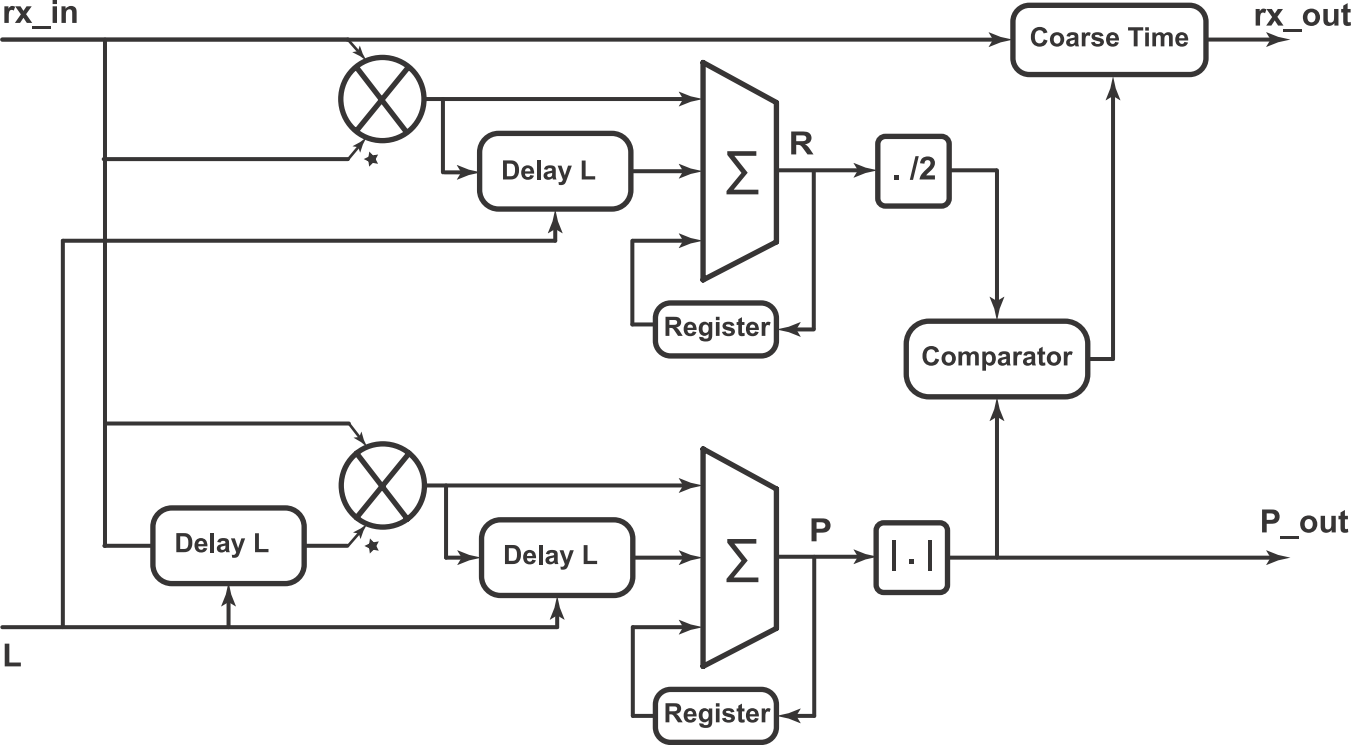 rx_in
rx_out
Coarse Time
★
Delay L
Σ
R
. /2
Register
Comparator
★
Delay L
Delay L
Σ
P
| . |
P_out
L
Register